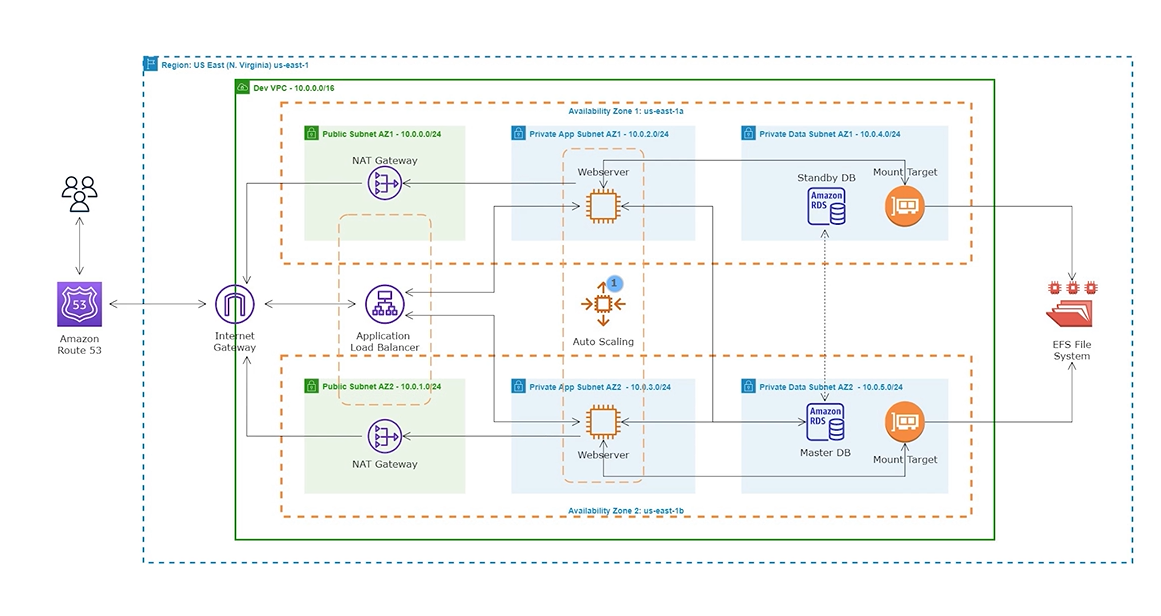 Region: US East (N. Virginia) us-east-1
Dev VPC - 10.0.0.0/16
Availability Zone 1: us-east-1a
Public Subnet AZ1 - 10.0.0.0/24
Private App Subnet AZ1 - 10.0.2.0/24
Private Data Subnet AZ1 - 10.0.4.0/24
NAT Gateway
Webserver
Standby DB
Mount Target
Amazon
RDS
1
53
Amazon
Route 53
Internet
Gateway
Application
Load Balancer
Auto Scaling
EFS File
System
Public Subnet AZ2 - 10.0.1.0/24
Private App Subnet AZ2 - 10.0.3.0/24
Private Data Subnet AZ2 - 10.0.5.0/24
Amazon
RDS
NAT Gateway
Webserver
Master DB
Mount Target
Availability Zone 2: us-east-1b